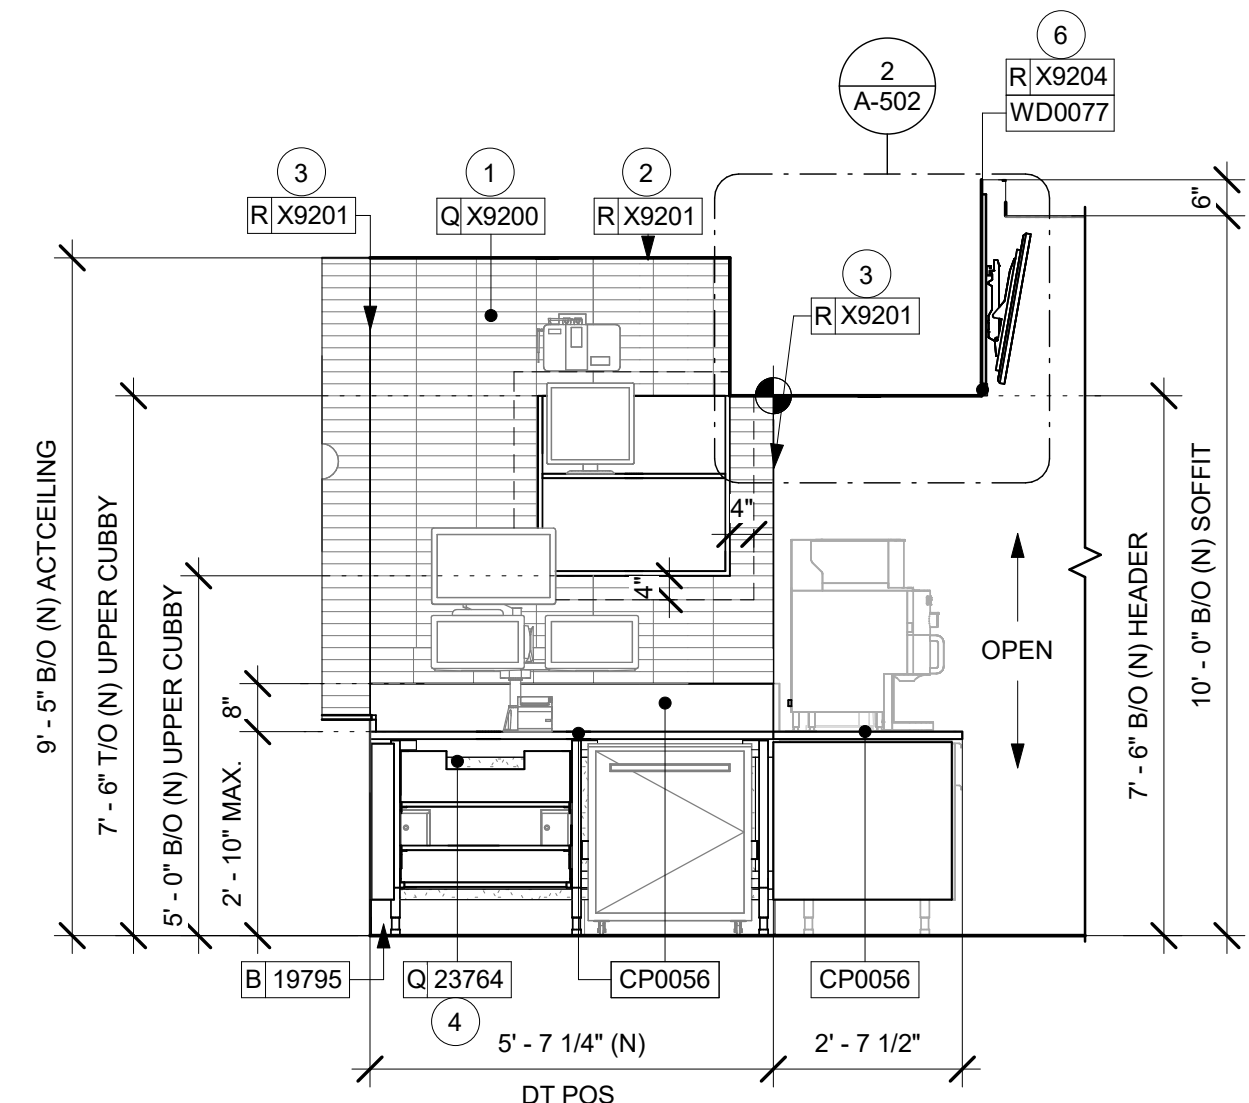 6
R X9204
WD0077
2
A-502
3
R X9201
1
Q X9200
2
R X9201
3
R X9201
6"
9' - 5" B/O (N) ACTCEILING
7' - 6" T/O (N) UPPER CUBBY
5' - 0" B/O (N) UPPER CUBBY
2' - 10" MAX.
8"
4"
4"
OPEN
7' - 6" B/O (N) HEADER
10' - 0" B/O (N) SOFFIT
B 19795
Q 23764
4
CP0056
CP0056
5' - 7 1/4" (N)
2' - 7 1/2"
DT POS